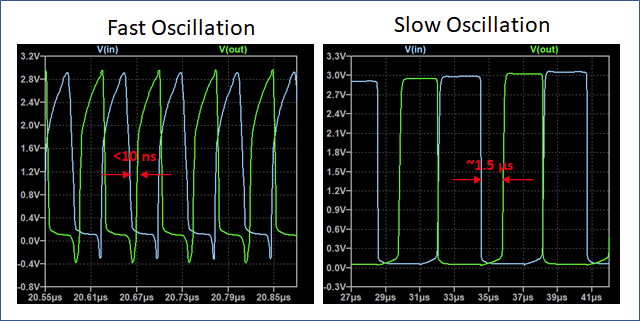 Fast Oscillation
Slow Oscillation
V(in) V(out)
3.2V
2.8V
2.4V
2.0V
1.6V
1.2V
0.8V
0.4V
0.0V
-0.4V
-0.8V
<10 ns
20.55µs 20.61µs 20.67µs 20.73µs 20.79µs 20.85µs
V(in) V(out)
3.3V
3.0V
2.7V
2.4V
2.1V
1.8V
1.5V
1.2V
0.9V
0.6V
0.3V
0.0V
-0.3V
~1.5 µs
27µs 29µs 31µs 33µs 35µs 37µs 39µs 41µs